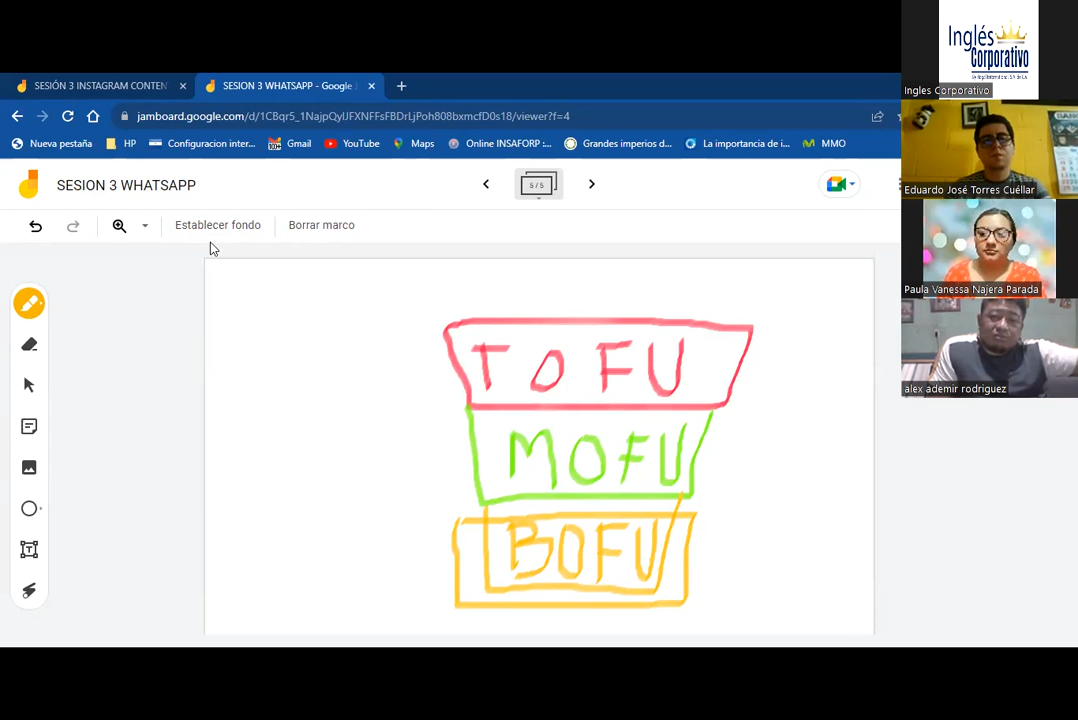 SESIÓN 3 INSTAGRAM CONTEN
SESION 3 WHATSAPP - Google
jamboard.google.com/d/1CBqr5_1NajpQyIJFXNFFsFBDrLjPoh808bxmcfD0s18/viewer?f=4
Nueva pestaña
HP
Configuracion inter...
Gmail
YouTube
Maps
Online INSAFORP :...
Grandes imperios d...
La importancia de i...
MMO
SESION 3 WHATSAPP
5 / 5
Establecer fondo
Borrar marco
TOFU
MOFU
BOFU
Inglés
Corporativo
Ingles Corporativo
Eduardo José Torres Cuéllar
Paula Vanessa Najera Parada
alex ademir rodriguez